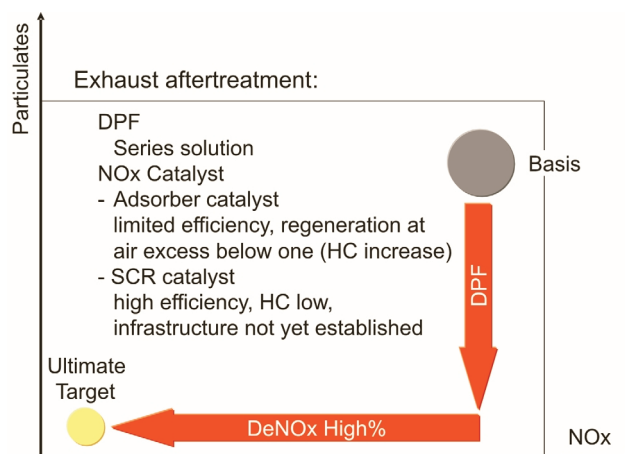 Particulates
Exhaust aftertreatment:
DPF
Series solution
NOx Catalyst
- Adsorber catalyst
limited efficiency, regeneration at
air excess below one (HC increase)
- SCR catalyst
high efficiency, HC low,
infrastructure not yet established
Basis
DPF
Ultimate
Target
DeNOx High%
NOx